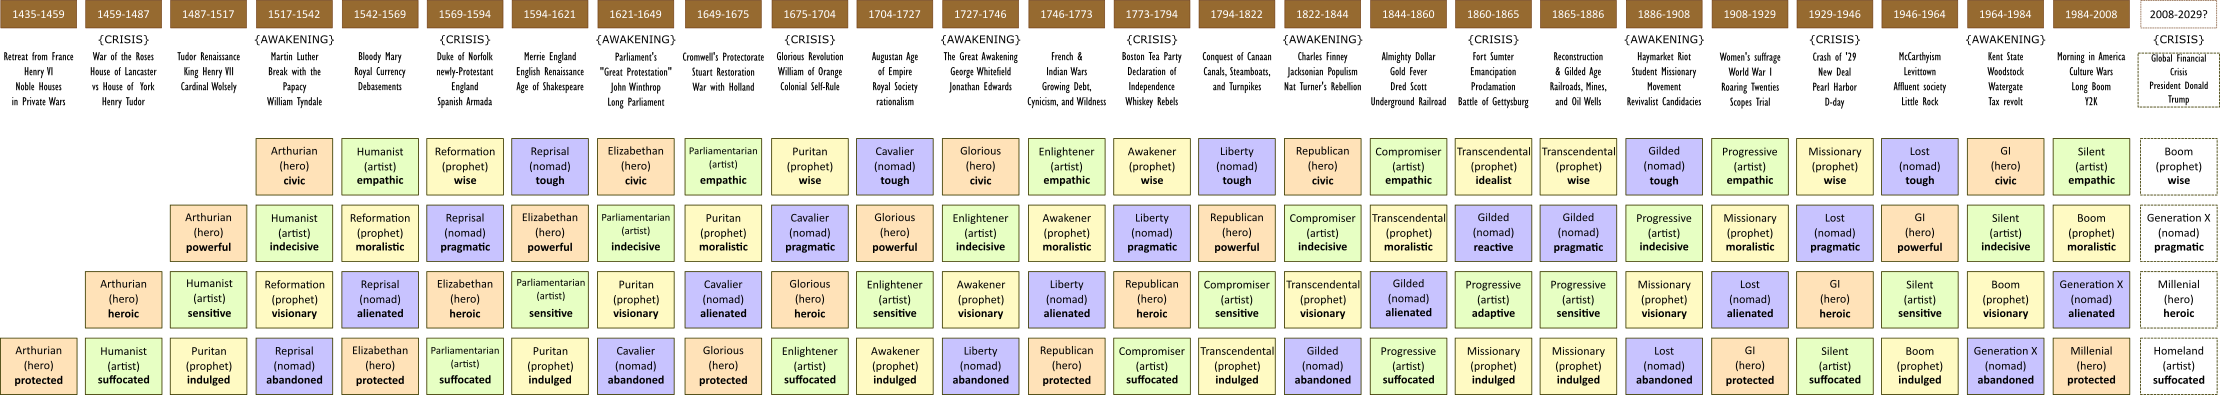 1435-1459
Retreat from France
Henry VI
Noble Houses
in Private Wars
1459-1487
{CRISIS}
War of the Roses
House of Lancaster
vs House of York
Henry Tudor
1487-1517
Tudor Renaissance
King Henry VII
Cardinal Wolsely
1517-1542
{AWAKENING}
Martin Luther
Break with the
Papacy
William Tyndale
1542-1569
Bloody Mary
Royal Currency
Debasements
1569-1594
{CRISIS}
Duke of Norfolk
newly-Protestant
England
Spanish Armada
1594-1621
Merrie England
English Renaissance
Age of Shakespeare
1621-1649
{AWAKENING}
Parliament's
"Great Protestation"
John Winthrop
Long Parliament
1649-1675
Cromwell's Protectorate
Stuart Restoration
War with Holland
1675-1704
{CRISIS}
Glorious Revolution
William of Orange
Colonial Self-Rule
1704-1727
Augustan Age
of Empire
Royal Society
rationalism
1727-1746
{AWAKENING}
The Great Awakening
George Whitefield
Jonathan Edwards
1746-1773
French &
Indian Wars
Growing Debt,
Cynicism, and Wildness
1773-1794
{CRISIS}
Boston Tea Party
Declaration of
Independence
Whiskey Rebels
1794-1822
Conquest of Canaan
Canals, Steamboats,
and Turnpikes
1822-1844
{AWAKENING}
Charles Finney
Jacksonian Populism
Nat Turner's Rebellion
1844-1860
Almighty Dollar
Gold Fever
Dred Scott
Underground Railroad
1860-1865
{CRISIS}
Fort Sumter
Emancipation
Proclamation
Battle of Gettysburg
1865-1886
Reconstruction
& Gilded Age
Railroads, Mines,
and Oil Wells
1886-1908
{AWAKENING}
Haymarket Riot
Student Missionary
Movement
Revivalist Candidacies
1908-1929
Women's suffrage
World War I
Roaring Twenties
Scopes Trial
1929-1946
{CRISIS}
Crash of '29
New Deal
Pearl Harbor
D-day
1946-1964
McCarthyism
Levittown
Affluent society
Little Rock
1964-1984
{AWAKENING}
Kent State
Woodstock
Watergate
Tax revolt
1984-2008
Morning in America
Culture Wars
Long Boom
Y2K
2008-2029?
{CRISIS}
Global Financial
Crisis
President Donald
Trump
Arthurian
(hero)
civic
Humanist
(artist)
empathic
Reformation
(prophet)
wise
Reprisal
(nomad)
tough
Elizabethan
(hero)
civic
Parliamentarian
(artist)
empathic
Puritan
(prophet)
wise
Cavalier
(nomad)
tough
Glorious
(hero)
civic
Enlightener
(artist)
empathic
Awakener
(prophet)
wise
Liberty
(nomad)
tough
Republican
(hero)
civic
Compromiser
(artist)
empathic
Transcendental
(prophet)
idealist
Transcendental
(prophet)
wise
Gilded
(nomad)
tough
Progressive
(artist)
empathic
Missionary
(prophet)
wise
Lost
(nomad)
tough
GI
(hero)
civic
Silent
(artist)
empathic
Boom
(prophet)
wise
Arthurian
(hero)
powerful
Humanist
(artist)
indecisive
Reformation
(prophet)
moralistic
Reprisal
(nomad)
pragmatic
Elizabethan
(hero)
powerful
Parliamentarian
(artist)
indecisive
Puritan
(prophet)
moralistic
Cavalier
(nomad)
pragmatic
Glorious
(hero)
powerful
Enlightener
(artist)
indecisive
Awakener
(prophet)
moralistic
Liberty
(nomad)
pragmatic
Republican
(hero)
powerful
Compromiser
(artist)
indecisive
Transcendental
(prophet)
moralistic
Gilded
(nomad)
reactive
Gilded
(nomad)
pragmatic
Progressive
(artist)
indecisive
Missionary
(prophet)
moralistic
Lost
(nomad)
pragmatic
GI
(hero)
powerful
Silent
(artist)
indecisive
Boom
(prophet)
moralistic
Generation X
(nomad)
pragmatic
Arthurian
(hero)
heroic
Humanist
(artist)
sensitive
Reformation
(prophet)
visionary
Reprisal
(nomad)
alienated
Elizabethan
(hero)
heroic
Parliamentarian
(artist)
sensitive
Puritan
(prophet)
visionary
Cavalier
(nomad)
alienated
Glorious
(hero)
heroic
Enlightener
(artist)
sensitive
Awakener
(prophet)
visionary
Liberty
(nomad)
alienated
Republican
(hero)
heroic
Compromiser
(artist)
sensitive
Transcendental
(prophet)
visionary
Gilded
(nomad)
alienated
Progressive
(artist)
adaptive
Progressive
(artist)
sensitive
Missionary
(prophet)
visionary
Lost
(nomad)
alienated
GI
(hero)
heroic
Silent
(artist)
sensitive
Boom
(prophet)
visionary
Generation X
(nomad)
alienated
Millenial
(hero)
heroic
Arthurian
(hero)
protected
Humanist
(artist)
suffocated
Puritan
(prophet)
indulged
Reprisal
(nomad)
abandoned
Elizabethan
(hero)
protected
Parliamentarian
(artist)
suffocated
Puritan
(prophet)
indulged
Cavalier
(nomad)
abandoned
Glorious
(hero)
protected
Enlightener
(artist)
suffocated
Awakener
(prophet)
indulged
Liberty
(nomad)
abandoned
Republican
(hero)
protected
Compromiser
(artist)
suffocated
Transcendental
(prophet)
indulged
Gilded
(nomad)
abandoned
Progressive
(artist)
suffocated
Missionary
(prophet)
indulged
Missionary
(prophet)
indulged
Lost
(nomad)
abandoned
GI
(hero)
protected
Silent
(artist)
suffocated
Boom
(prophet)
indulged
Generation X
(nomad)
abandoned
Millenial
(hero)
protected
Homeland
(artist)
suffocated